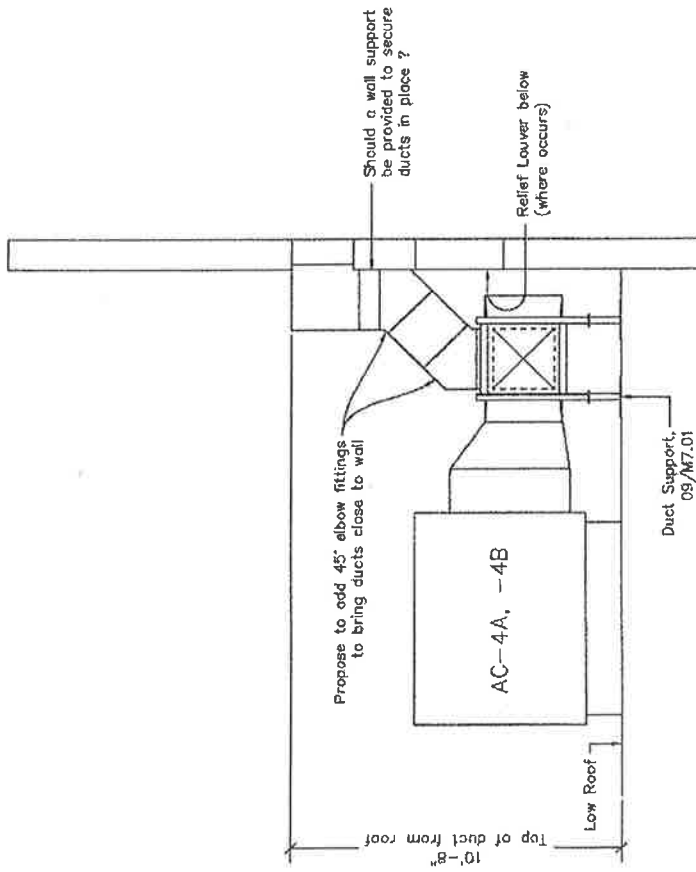 Should a wall support
be provided to secure
ducts in place ?
Propose to add 45° elbow fittings
to bring ducts close to wall
Relief Louver below
(where occurs)
AC-4A, -4B
Duct Support,
09/M7.01
Low Roof
10'-8"
Top of duct from roof